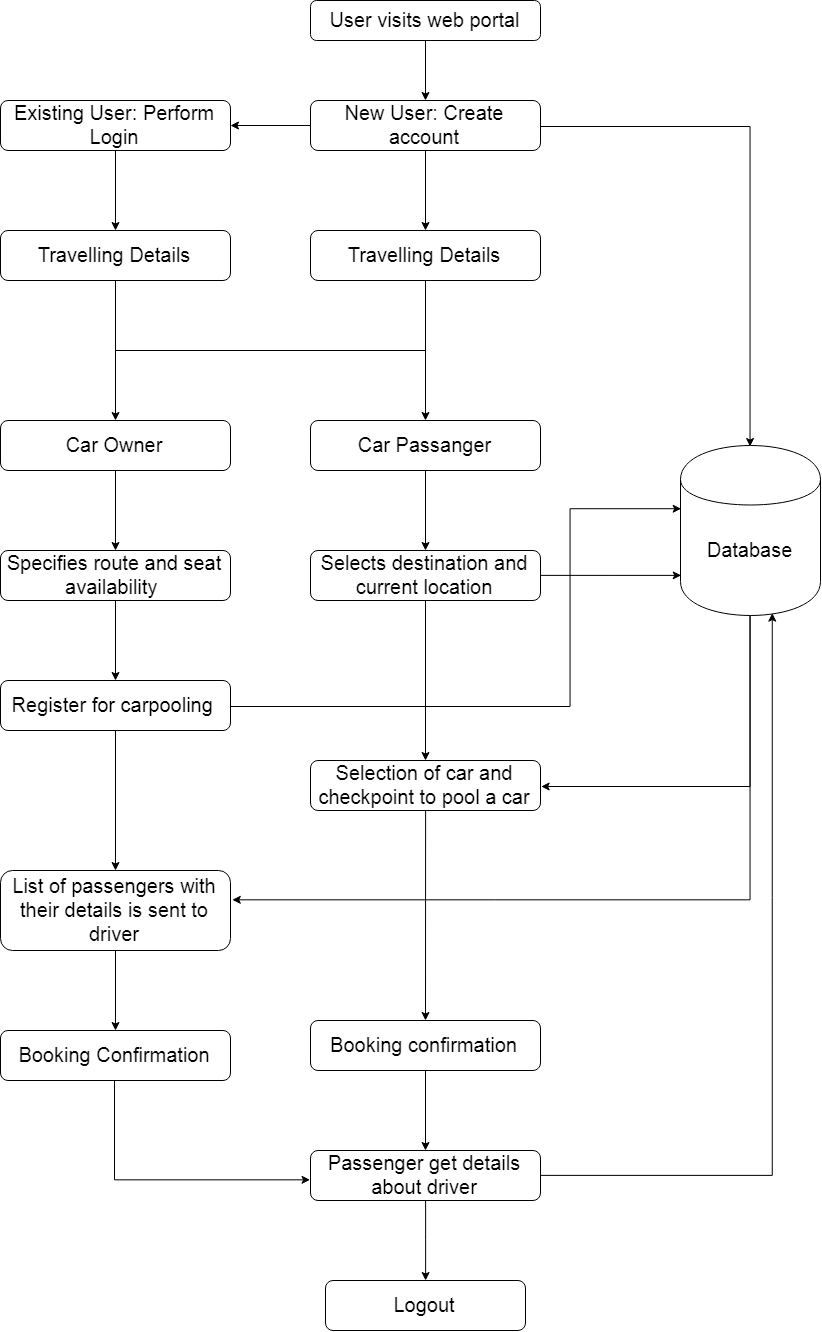 User visits web portal
Existing User: Perform
Login
New User: Create
account
Travelling Details
Travelling Details
Car Owner
Car Passanger
Specifies route and seat
availability
Selects destination and
current location
Database
Register for carpooling
Selection of car and
checkpoint to pool a car
List of passengers with
their details is sent to
driver
Booking Confirmation
Booking confirmation
Passenger get details
about driver
Logout